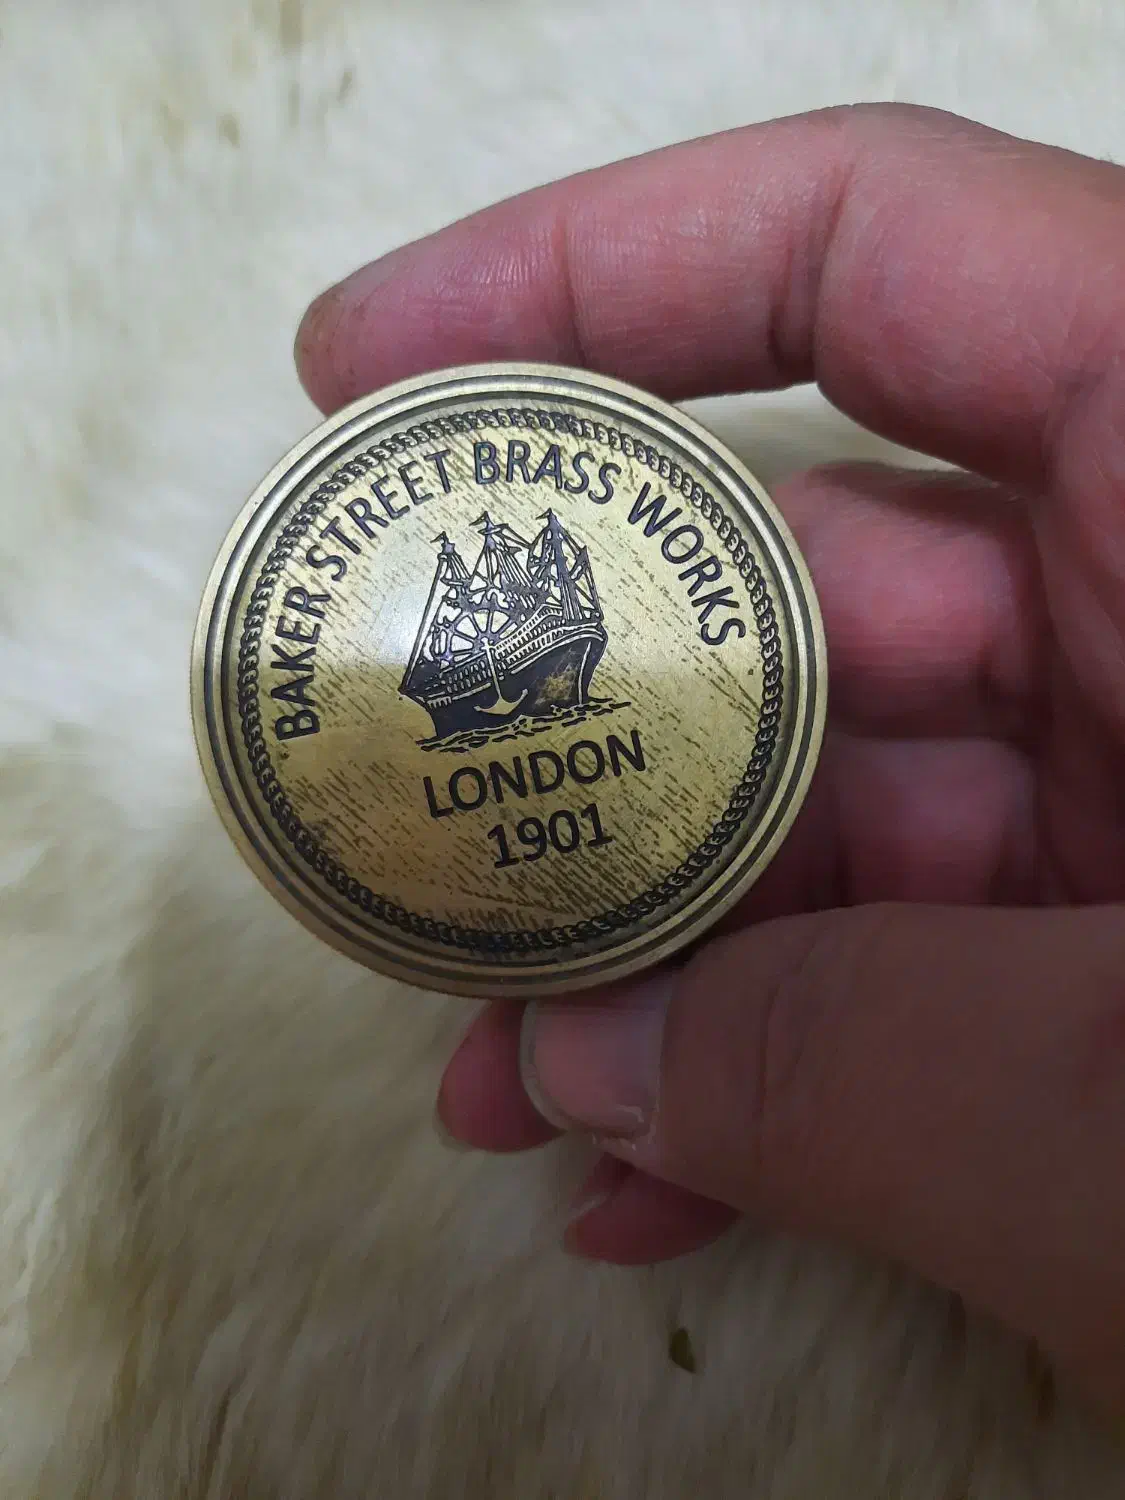 BAKER STREET BRASS WORKS
LONDON
1901